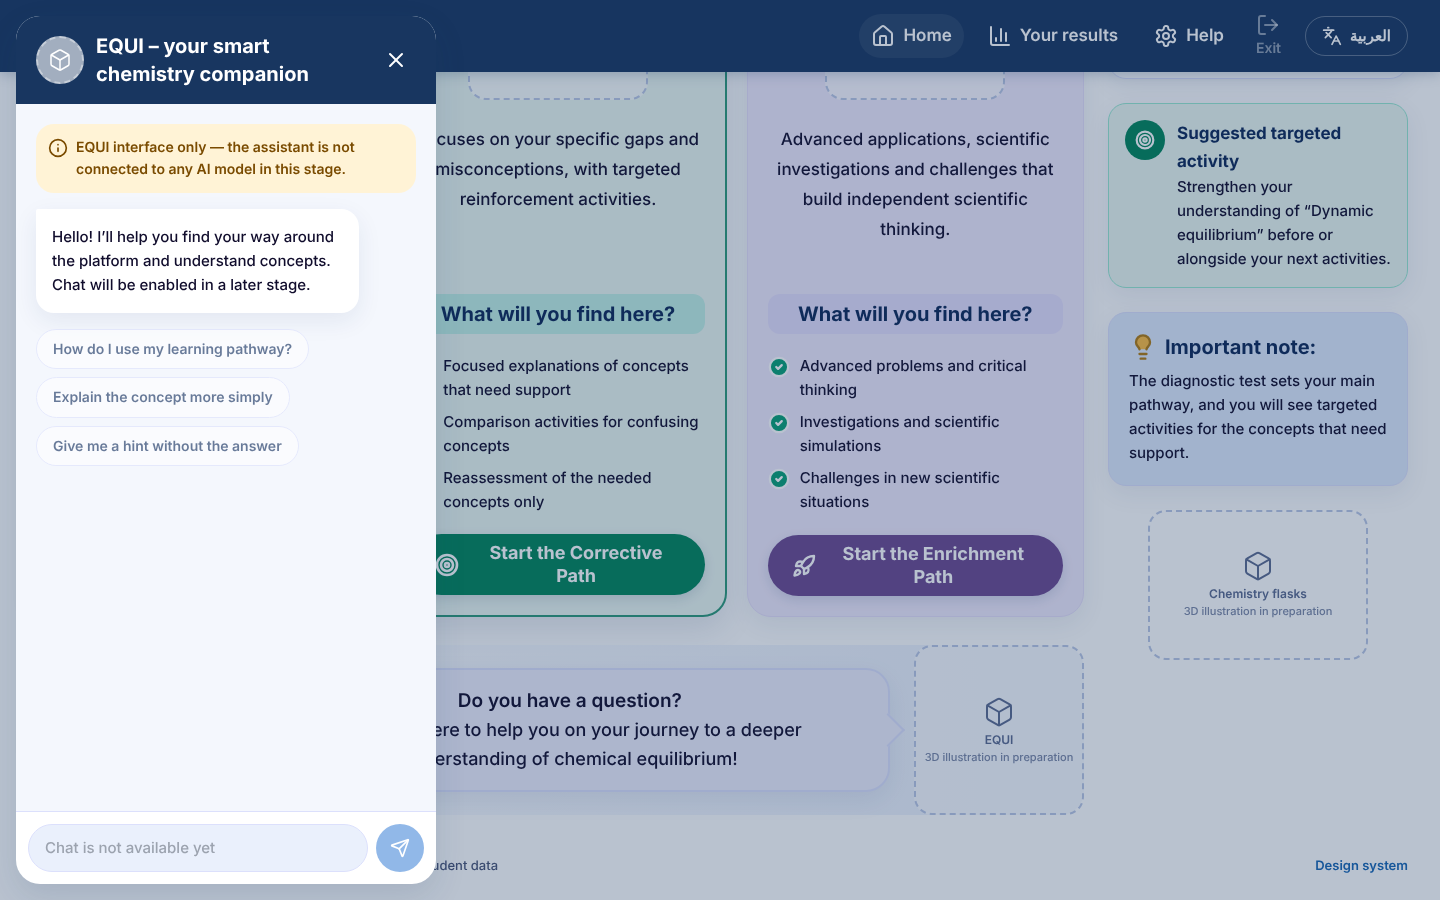 EQUI – your smart
chemistry companion
EQUI interface only — the assistant is not
connected to any AI model in this stage.
Hello! I’ll help you find your way around
the platform and understand concepts.
Chat will be enabled in a later stage.
How do I use my learning pathway?
Explain the concept more simply
Give me a hint without the answer
Chat is not available yet
Home
Your results
Help
Exit
العربية
on your specific gaps and
misconceptions, with targeted
reinforcement activities.
What will you find here?
Focused explanations of concepts
that need support
Comparison activities for confusing
concepts
Reassessment of the needed
concepts only
Start the Corrective
Path
Advanced applications, scientific
investigations and challenges that
build independent scientific
thinking.
What will you find here?
Advanced problems and critical
thinking
Investigations and scientific
simulations
Challenges in new scientific
situations
Start the Enrichment
Path
Suggested targeted
activity
Strengthen your
understanding of “Dynamic
equilibrium” before or
alongside your next activities.
Important note:
The diagnostic test sets your main
pathway, and you will see targeted
activities for the concepts that need
support.
Chemistry flasks
3D illustration in preparation
Do you have a question?
to help you on your journey to a deeper
of chemical equilibrium!
EQUI
3D illustration in preparation
data
Design system